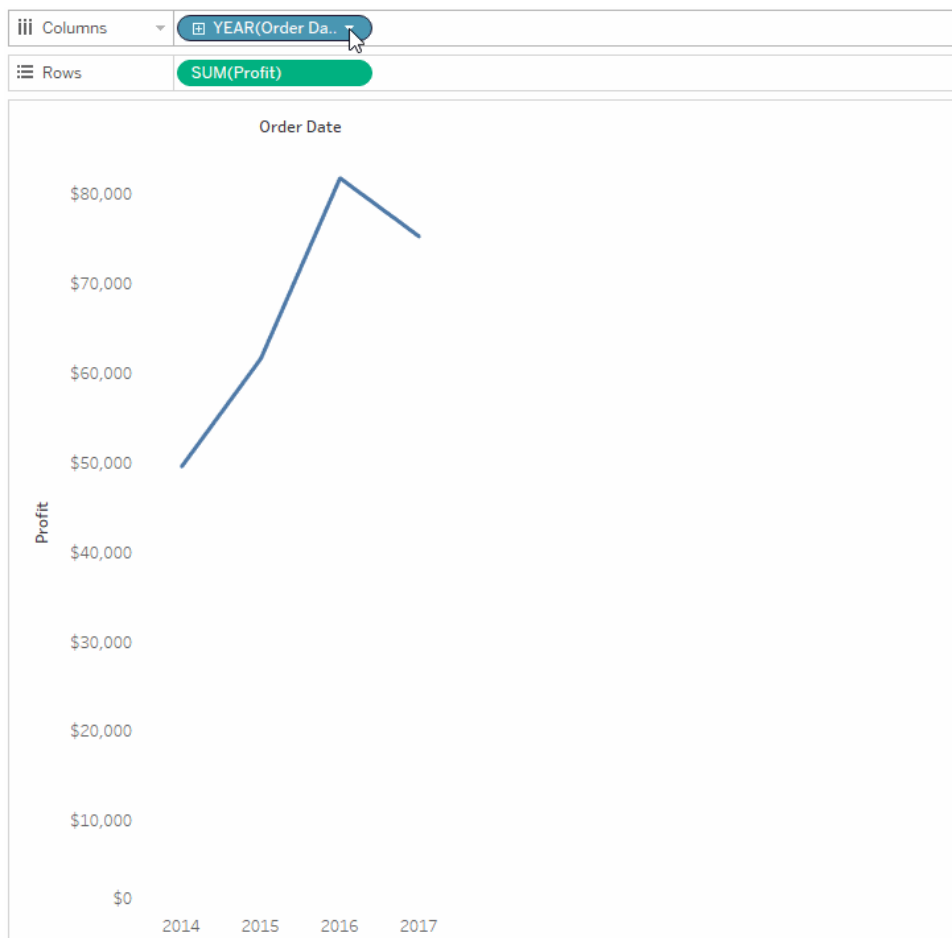 Columns
YEAR(Order Da..
Rows
SUM(Profit)
Order Date
$80,000
$70,000
$60,000
$50,000
Profit
$40,000
$30,000
$20,000
$10,000
$0
2014 2015 2016 2017